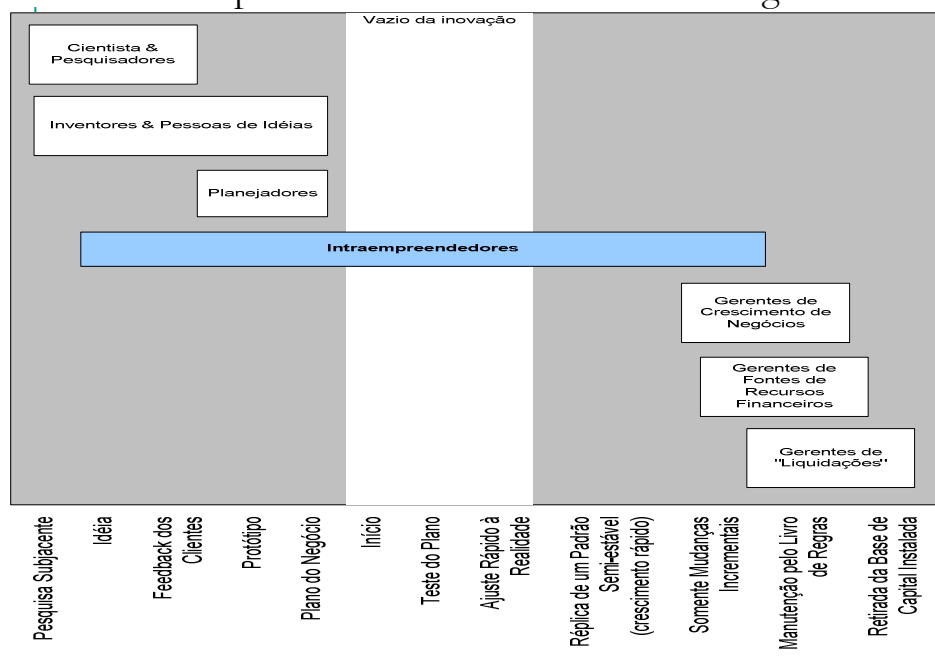 Vazio da inovação
Cientista &
Pesquisadores
Inventores & Pessoas de Idéias
Planejadores
Intraempreendedores
Gerentes de
Crescimento de
Negócios
Gerentes de
Fontes de
Recursos
Financeiros
Gerentes de
"Liquidações"
Pesquisa Subjacente
Idéia
Feedback dos
Clientes
Protótipo
Plano do Negócio
Início
Teste do Plano
Ajuste Rápido à
Realidade
Réplica de um Padrão
Semi-estável
(crescimento rápido)
Somente Mudanças
Incrementais
Manutenção pelo Livro
de Regras
Retirada da Base de
Capital Instalada